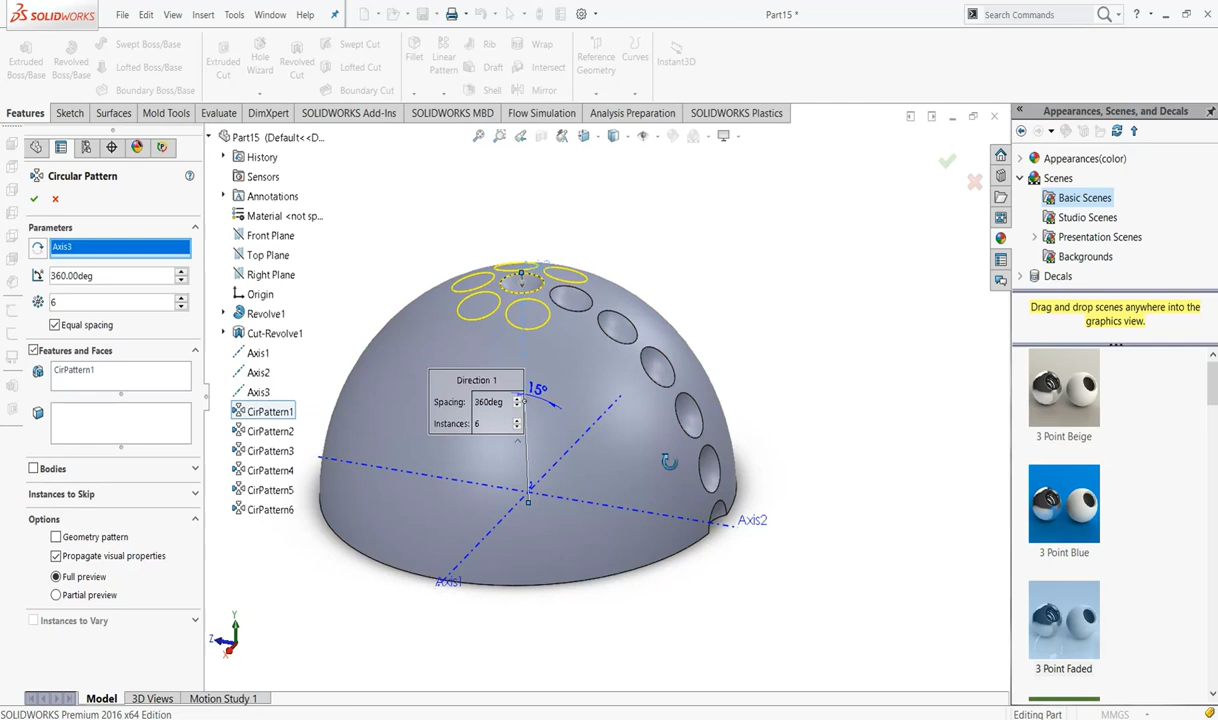 SOLIDWORKS
File Edit View Insert Tools Window Help
Part15 *
Search Commands
Extruded Boss/Base
Revolved Boss/Base
Swept Boss/Base
Lofted Boss/Base
Boundary Boss/Base
Extruded Cut
Hole Wizard
Revolved Cut
Swept Cut
Lofted Cut
Boundary Cut
Fillet
Linear Pattern
Rib
Draft
Shell
Wrap
Intersect
Mirror
Reference Geometry
Curves
Instant3D
Features Sketch Surfaces Mold Tools Evaluate DimXpert SOLIDWORKS Add-Ins SOLIDWORKS MBD Flow Simulation Analysis Preparation SOLIDWORKS Plastics
Circular Pattern
Parameters
Axis3
360.00deg
6
Equal spacing
Features and Faces
CirPattern1
Bodies
Instances to Skip
Options
Geometry pattern
Propagate visual properties
Full preview
Partial preview
Instances to Vary
Part15 (Default<<D...
History
Sensors
Annotations
Material <not sp...
Front Plane
Top Plane
Right Plane
Origin
Revolve1
Cut-Revolve1
Axis1
Axis2
Axis3
CirPattern1
CirPattern2
CirPattern3
CirPattern4
CirPattern5
CirPattern6
Direction 1
Spacing: 360deg
Instances: 6
15°
Axis2
Axis1
Y
Z
X
Appearances, Scenes, and Decals
Appearances(color)
Scenes
Basic Scenes
Studio Scenes
Presentation Scenes
Backgrounds
Decals
Drag and drop scenes anywhere into the
graphics view.
3 Point Beige
3 Point Blue
3 Point Faded
Model 3D Views Motion Study 1
SOLIDWORKS Premium 2016 x64 Edition
Editing Part
MMGS